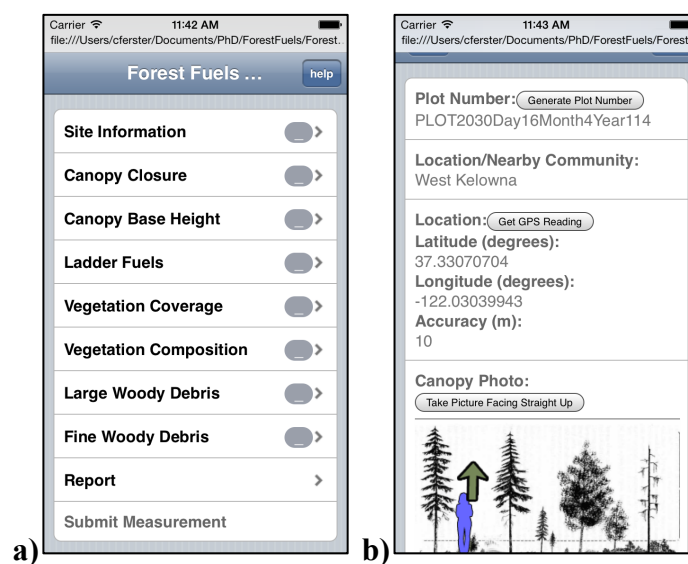 Carrier 11:42 AM
file:///Users/cferster/Documents/PhD/ForestFuels/Forest..
Forest Fuels ...
help
Site Information _
Canopy Closure _
Canopy Base Height _
Ladder Fuels _
Vegetation Coverage _
Vegetation Composition _
Large Woody Debris _
Fine Woody Debris _
Report
Submit Measurement
a)
Carrier 11:43 AM
file:///Users/cferster/Documents/PhD/ForestFuels/Forest
Plot Number: Generate Plot Number
PLOT2030Day16Month4Year114
Location/Nearby Community:
West Kelowna
Location: Get GPS Reading
Latitude (degrees):
37.33070704
Longitude (degrees):
-122.03039943
Accuracy (m):
10
Canopy Photo:
Take Picture Facing Straight Up
b)